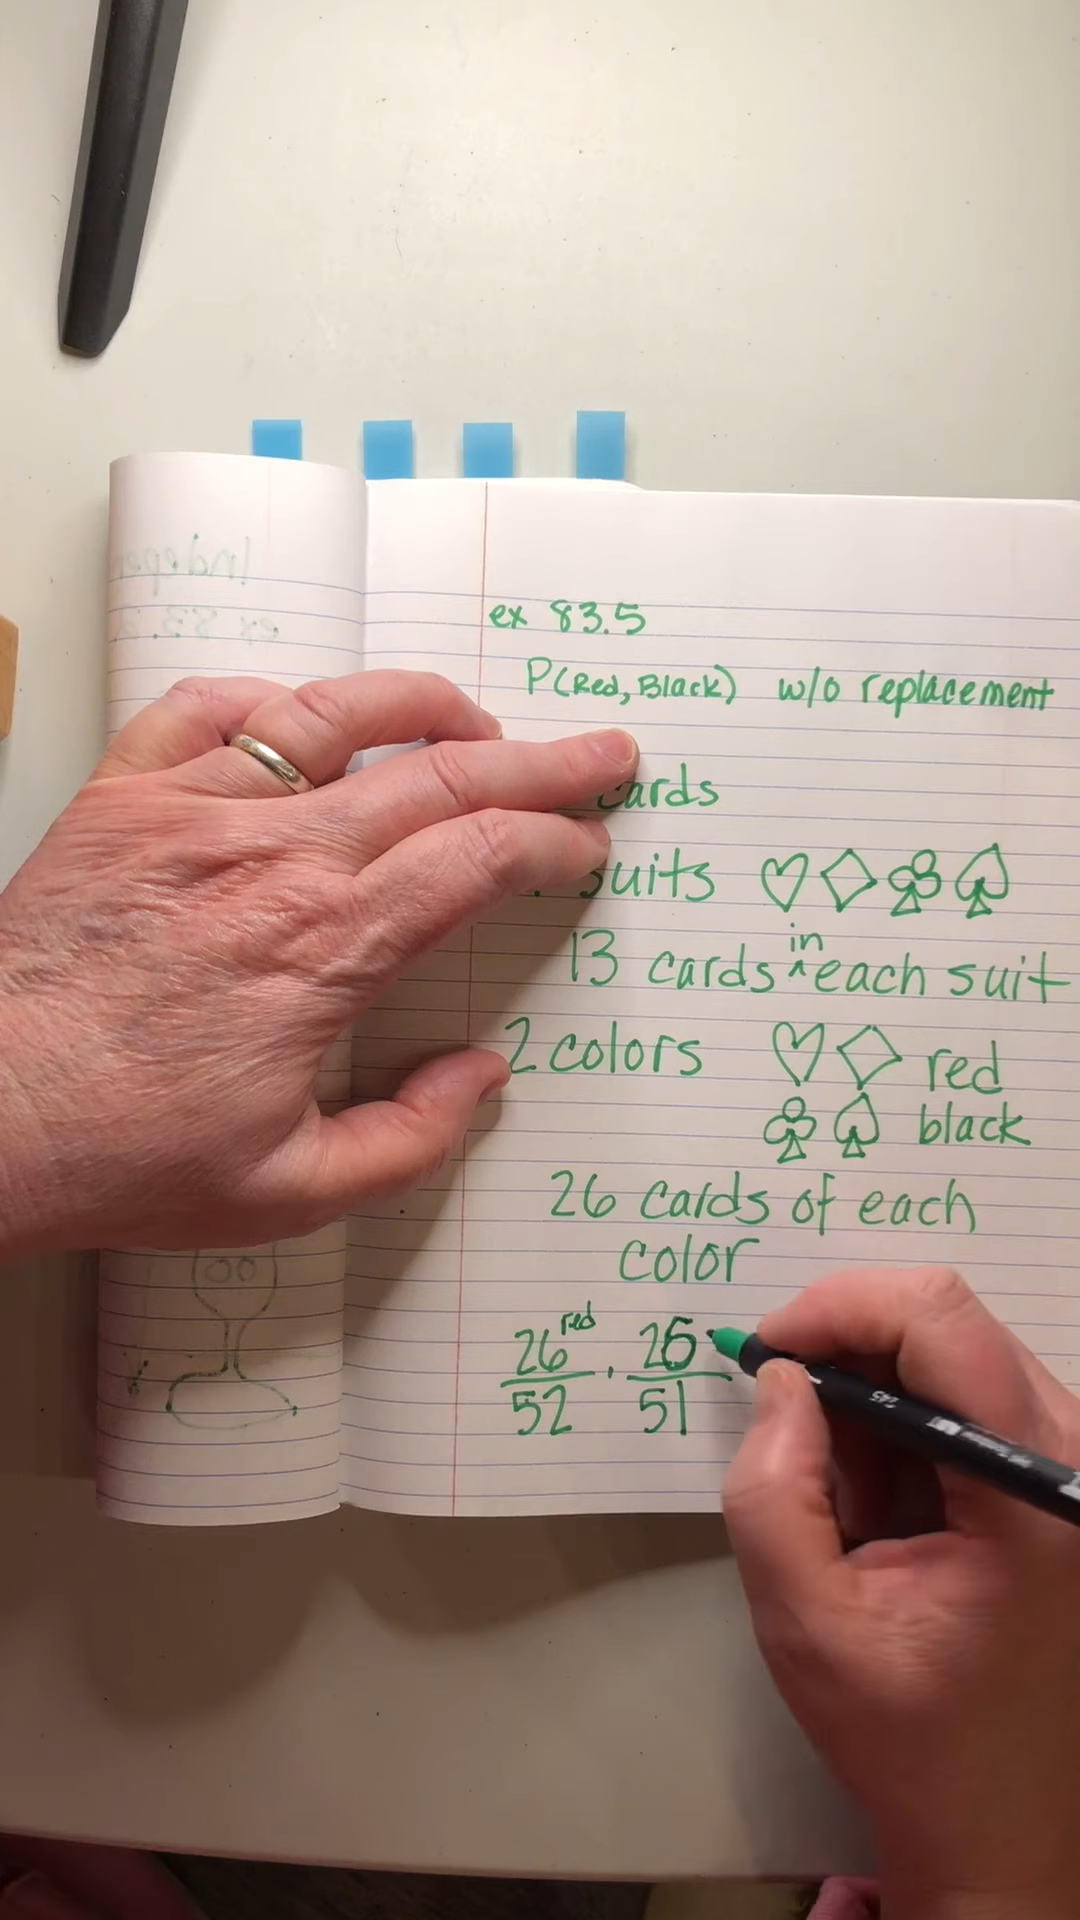 ex 83.5
P(Red, Black) w/o replacement
cards
suits ♡ ◇ ♧ ♤
13 cards in each suit
2 colors ♡ ◇ red
♧ ♤ black
26 cards of each
color
26 red · 26
52 51